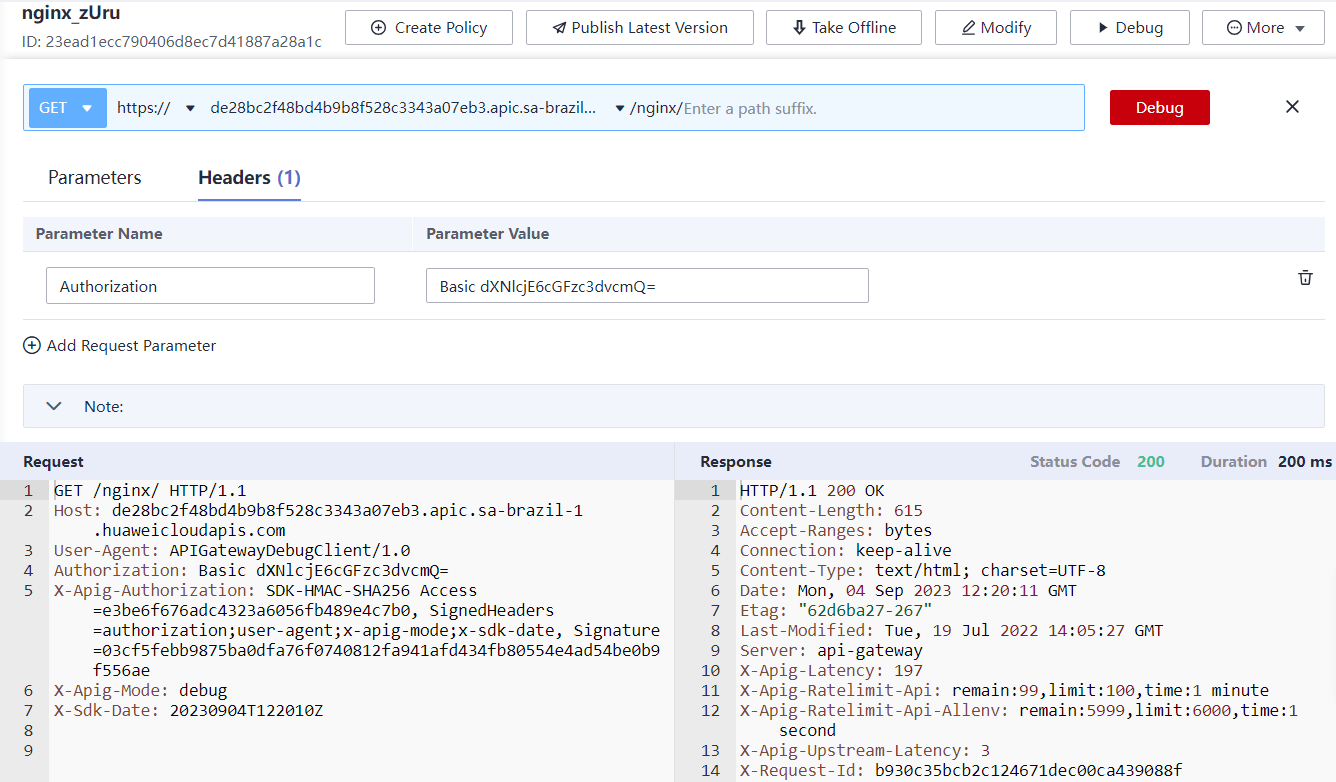 nginx_zUru
ID: 23ead1ecc790406d8ec7d41887a28a1c
Create Policy
Publish Latest Version
Take Offline
Modify
Debug
More
GET
https://
de28bc2f48bd4b9b8f528c3343a07eb3.apic.sa-brazil...
/nginx/
Enter a path suffix.
Debug
Parameters
Headers (1)
Parameter Name
Parameter Value
Authorization
Basic dXNlcjE6cGFzc3dvcmQ=
Add Request Parameter
Note:
Request
1 GET /nginx/ HTTP/1.1
2 Host: de28bc2f48bd4b9b8f528c3343a07eb3.apic.sa-brazil-1
.huaweicloudapis.com
3 User-Agent: APIGatewayDebugClient/1.0
4 Authorization: Basic dXNlcjE6cGFzc3dvcmQ=
5 X-Apig-Authorization: SDK-HMAC-SHA256 Access
=e3be6f676adc4323a6056fb489e4c7b0, SignedHeaders
=authorization;user-agent;x-apig-mode;x-sdk-date, Signature
=03cf5febb9875ba0dfa76f0740812fa941afd434fb80554e4ad54be0b9
f556ae
6 X-Apig-Mode: debug
7 X-Sdk-Date: 20230904T122010Z
8
9
Response
Status Code 200
Duration 200 ms
1 HTTP/1.1 200 OK
2 Content-Length: 615
3 Accept-Ranges: bytes
4 Connection: keep-alive
5 Content-Type: text/html; charset=UTF-8
6 Date: Mon, 04 Sep 2023 12:20:11 GMT
7 Etag: "62d6ba27-267"
8 Last-Modified: Tue, 19 Jul 2022 14:05:27 GMT
9 Server: api-gateway
10 X-Apig-Latency: 197
11 X-Apig-Ratelimit-Api: remain:99,limit:100,time:1 minute
12 X-Apig-Ratelimit-Api-Allenv: remain:5999,limit:6000,time:1
second
13 X-Apig-Upstream-Latency: 3
14 X-Request-Id: b930c35bcb2c124671dec00ca439088f